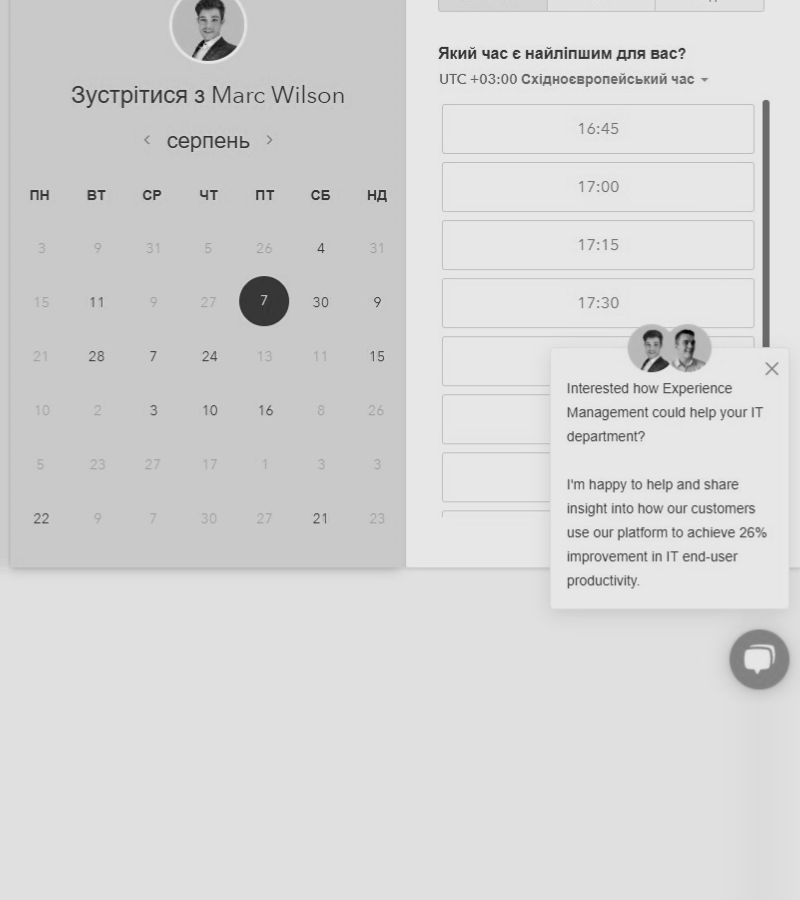 Зустрітися з Marc Wilson
серпень
ПН ВТ СР ЧТ ПТ СБ НД
3 9 31 5 26 4 31
15 11 9 27 7 30 9
21 28 7 24 13 11 15
10 2 3 10 16 8 26
5 23 27 17 1 3 3
22 9 7 30 27 21 23
Який час є найліпшим для вас?
UTC +03:00 Східноєвропейський час
16:45
17:00
17:15
17:30
Interested how Experience
Management could help your IT
department?
I'm happy to help and share
insight into how our customers
use our platform to achieve 26%
improvement in IT end-user
productivity.